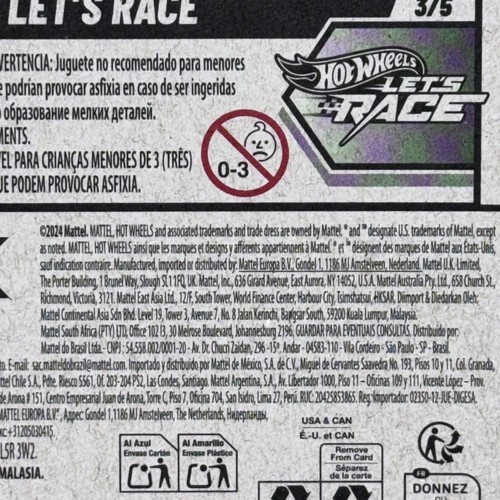 LET'S RACE
3/5
VERTENCIA: Juguete no recomendado para menores
e podrían provocar asfixia en caso de ser ingeridas
о образование мелких деталей.
MENTS.
VEL PARA CRIANÇAS MENORES DE 3 (TRÊS)
UE PODEM PROVOCAR ASFIXIA.
0-3
HOT WHEELS
LET'S
RACE
©2024 Mattel. MATTEL, HOT WHEELS and associated trademarks and trade dress are owned by Mattel. ® and ™ designate U.S. trademarks of Mattel, except
as noted. MATTEL, HOT WHEELS ainsi que les marques et designs y afférents appartiennent à Mattel. ® et ™ désignent des marques de Mattel aux États-Unis,
sauf indication contraire. Manufactured, imported or distributed by: Mattel Europa B.V., Gondel 1, 1186 MJ Amstelveen, Nederland. Mattel U.K. Limited,
The Porter Building, 1 Brunel Way, Slough SL1 1FQ, UK. Mattel, Inc., 636 Girard Avenue, East Aurora, NY 14052, U.S.A. Mattel Australia Pty. Ltd., 658 Church St.,
Richmond, Victoria, 3121. Mattel East Asia Ltd., 12/F, South Tower, World Finance Center, Harbour City, Tsimshatsui, HKSAR. Diimport & Diedarkan Oleh:
Mattel Continental Asia Sdn Bhd. Level 19, Tower 3, Avenue 7, No. 8 Jalan Kerinchi, Bangsar South, 59200 Kuala Lumpur, Malaysia.
Mattel South Africa (PTY) LTD, Office 102 I3, 30 Melrose Boulevard, Johannesburg 2196. GUARDAR PARA EVENTUAIS CONSULTAS. Distribuido por:
Mattel do Brasil Ltda.- CNPJ : 54.558.002/0001-20 - Av. Dr. Chucri Zaidan, 296 -15º. Andar - 04583-110 - Vila Cordeiro - São Paulo - SP - Brasil.
to. E-mail: sac.matteldobrazil@mattel.com. Importado y distribuido por Mattel de México, S.A. de C.V., Miguel de Cervantes Saavedra No. 193, Pisos 10 y 11, Col. Granada,
attel Chile S.A., Pdte. Riesco 5561, Of. 203-204 PS2, Las Condes, Santiago. Mattel Argentina, S.A., Av. Libertador 1000, Piso 11 – Oficinas 109 y 111, Vicente López – Prov.
de Arona # 151, Centro Empresarial Juan de Arona, Torre C, Piso 7, Oficina 704, San Isidro, Lima 27, Perú. RUC: 20425853865. Reg. Importador: 02350-12-JUE-DIGESA.
MATTEL EUROPA B.V.", Адрес: Gondel 1, 1186 MJ Amstelveen, The Netherlands, Нидерланды.
кс:+31205030415.
L5R 3W2.
MALASIA.
Al Azul
Envase Cartón
Al Amarillo
Envase Plástico
USA & CAN
É.-U. et CAN
Remove
From Card
Séparez
de la carte
FR
DONNEZ
OU